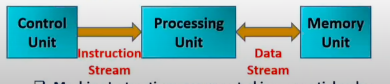 Control Unit
Processing Unit
Memory Unit
Instruction Stream
Data Stream